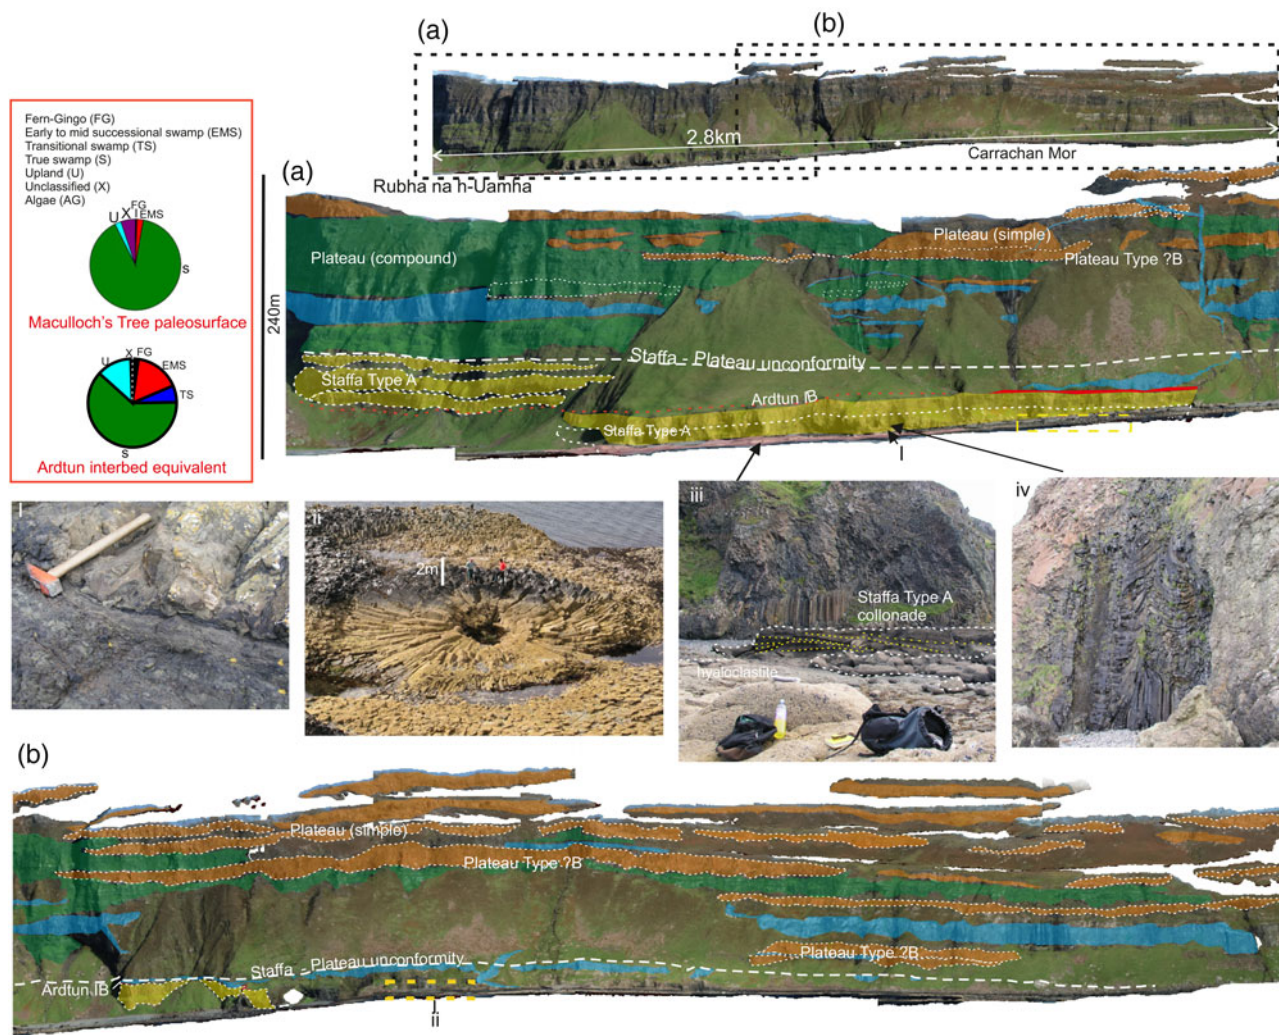 (a)
(b)
2.8km
Carrachan Mor
Fern-Gingo (FG)
Early to mid successional swamp (EMS)
Transitional swamp (TS)
True swamp (S)
Upland (U)
Unclassified (X)
Algae (AG)
U
X
FG
EMS
S
Maculloch's Tree paleosurface
U
X
FG
EMS
TS
S
Ardtun interbed equivalent
(a)
Rubha na h-Uamha
240m
Plateau (compound)
Plateau (simple)
Plateau Type ?B
Staffa - Plateau unconformity
Staffa Type A
Ardtun IB
Staffa Type A
I
i
ii
2m
iii
Staffa Type A
collonade
hyaloclastite
iv
(b)
Plateau (simple)
Plateau Type ?B
Plateau Type ?B
Staffa - Plateau unconformity
Ardtun IB
ii